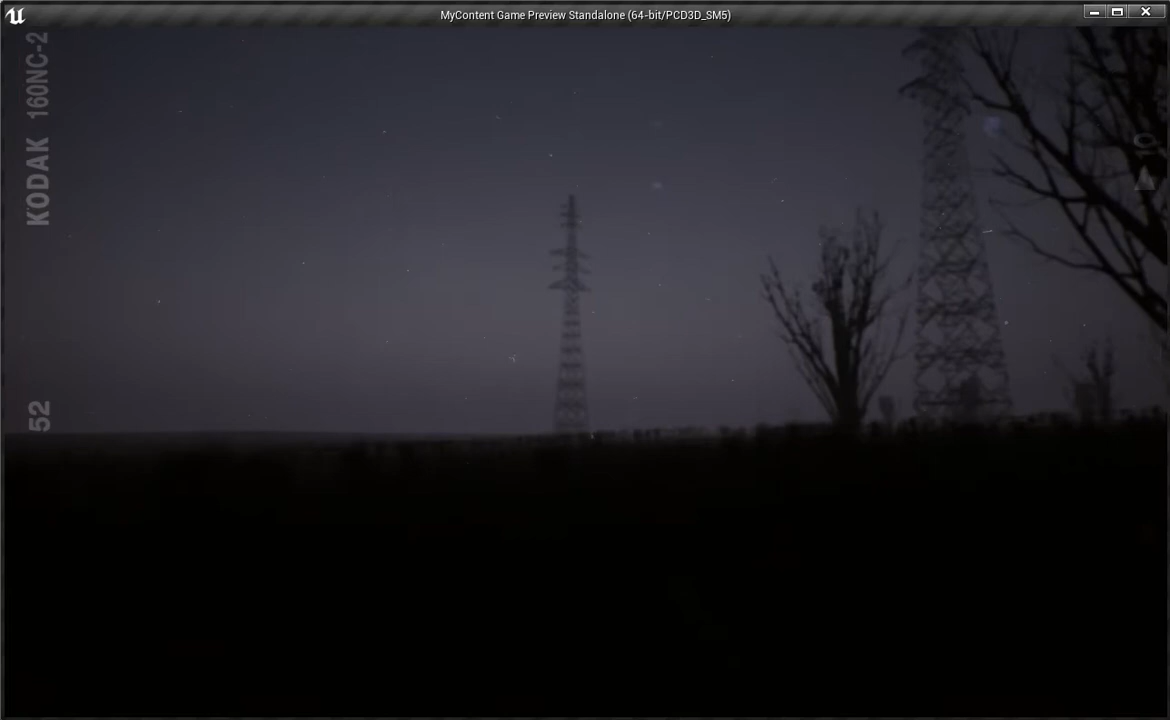 MyContent Game Preview Standalone (64-bit/PCD3D_SM5)
KODAK 160NC-2
52